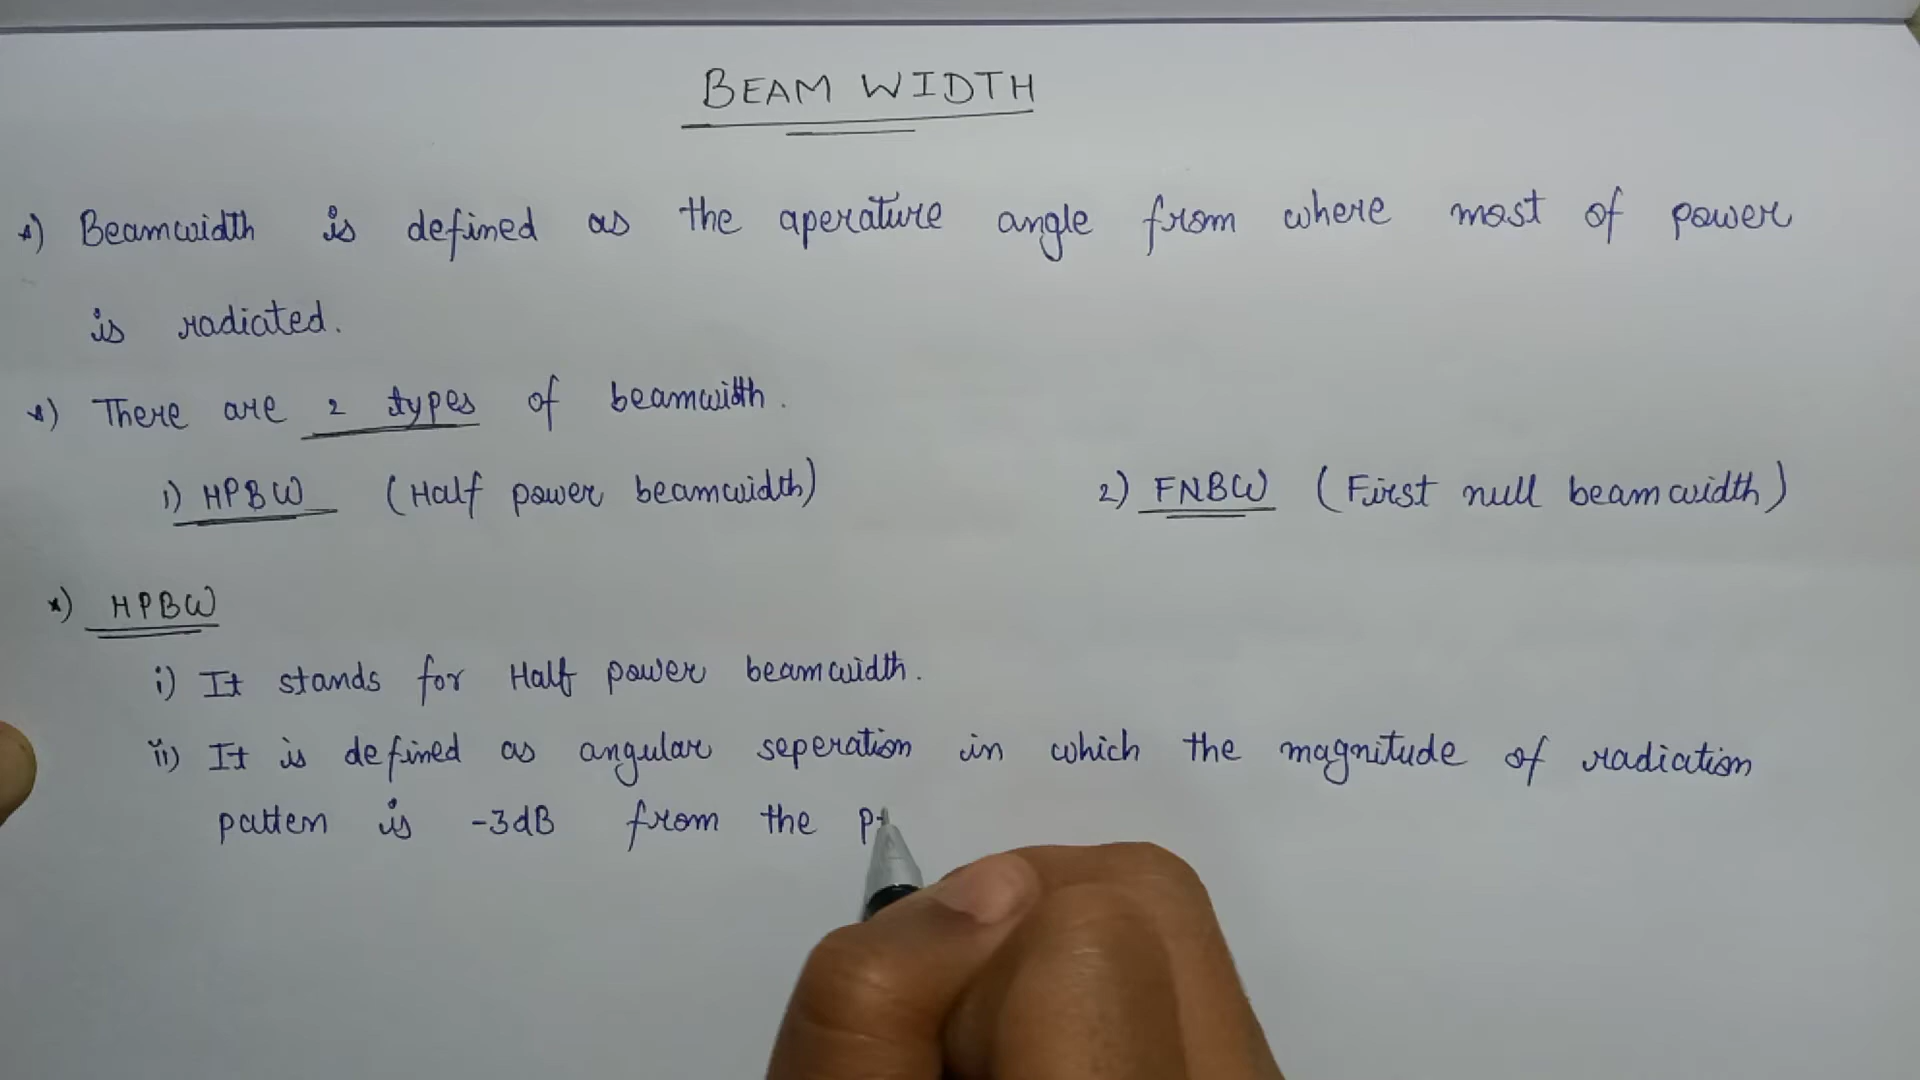 BEAM WIDTH
*) Beamwidth is defined as the aperature angle from where most of power
is radiated.
*) There are 2 types of beamwidth.
1) HPBW (Half power beamwidth)
2) FNBW (First null beamwidth)
*) HPBW
i) It stands for Half power beamwidth.
ii) It is defined as angular seperation in which the magnitude of radiation
patten is -3dB from the